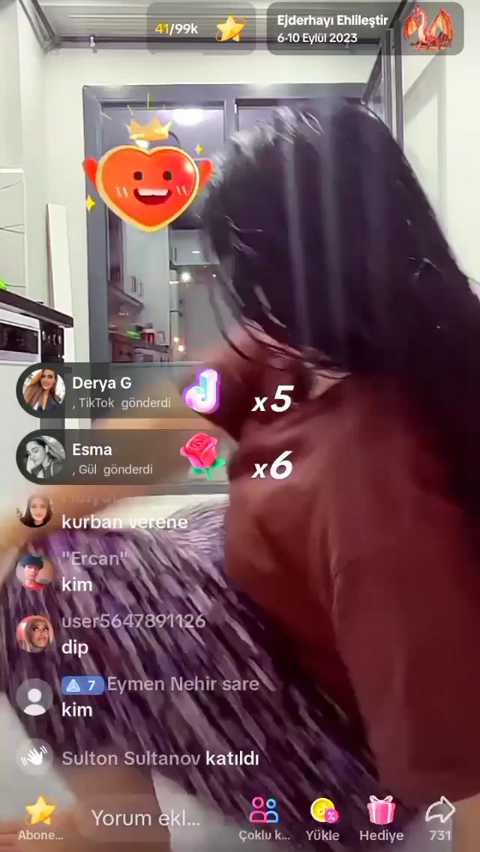 41/99k
Ejderhayı Ehlileştir
6-10 Eylül 2023
Derya G
, TikTok gönderdi
x5
Esma
, Gül gönderdi
x6
kurban verene
"Ercan"
kim
user5647891126
dip
7 Eymen Nehir sare
kim
Sulton Sultanov katıldı
Abone...
Yorum ekl...
Çoklu k...
Yükle
Hediye
731